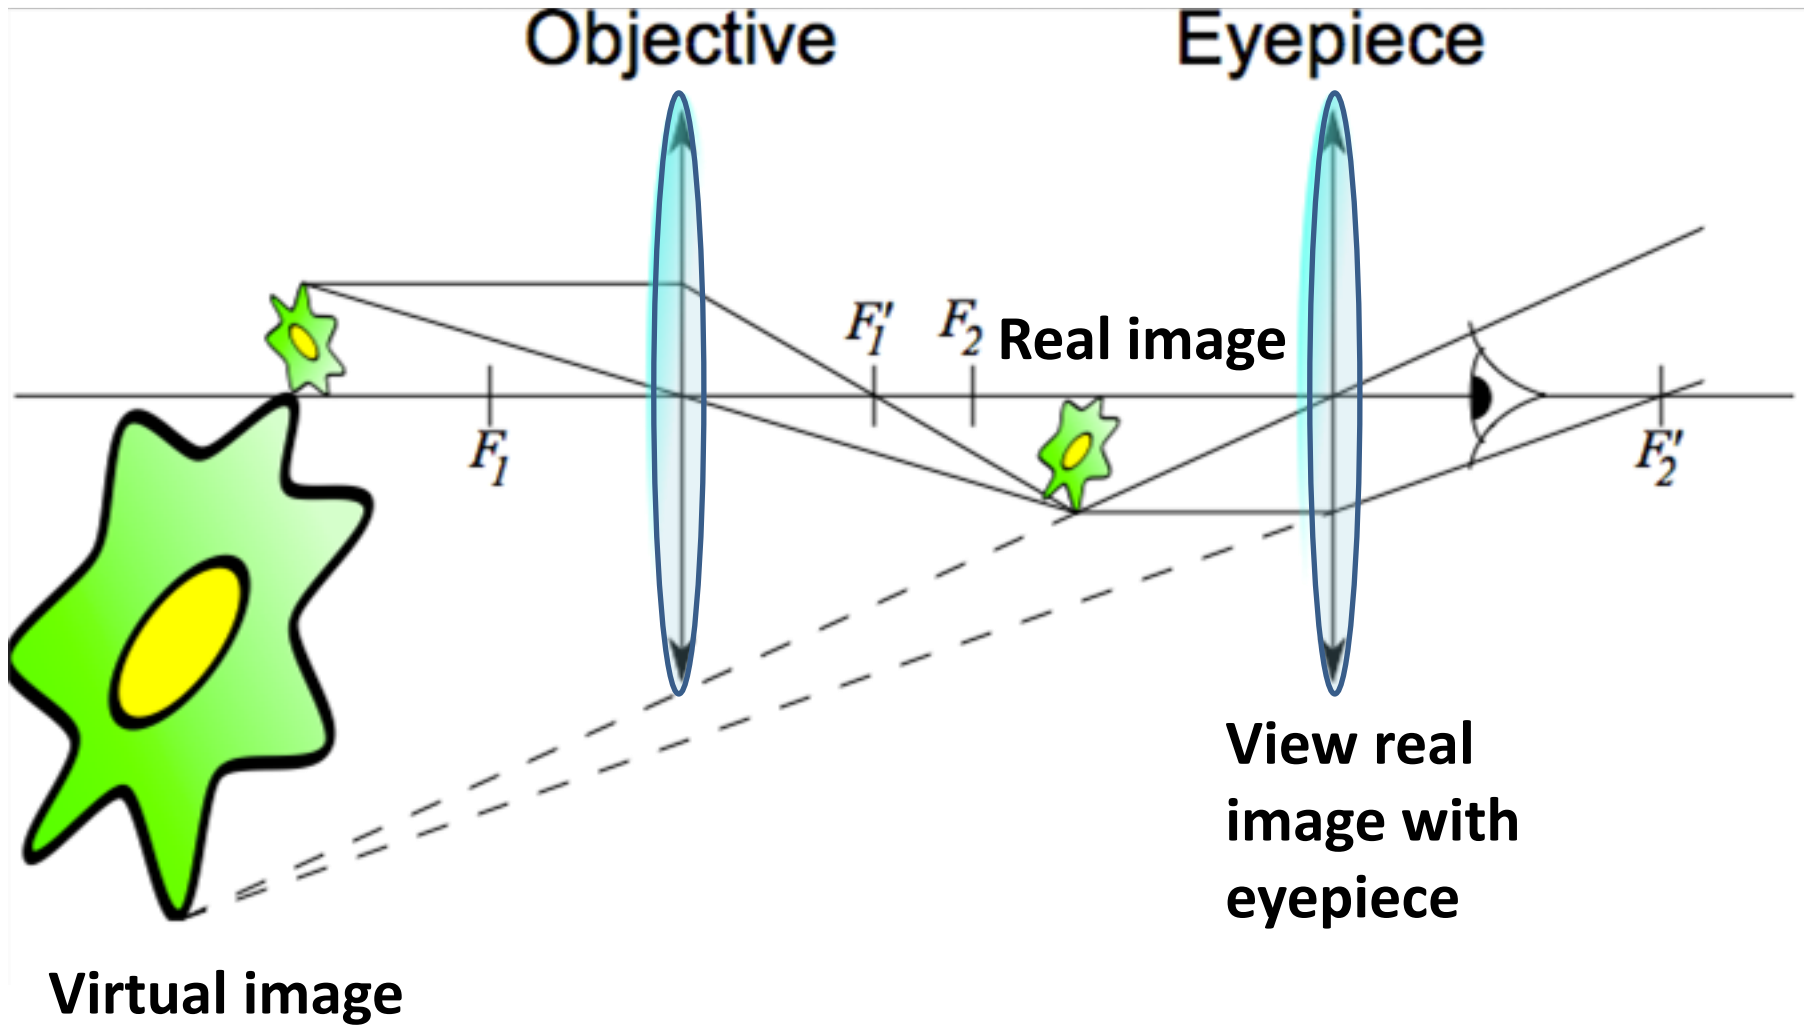 Objective
Eyepiece
F1'
F2
Real image
F1
F2'
View real
image with
eyepiece
Virtual image